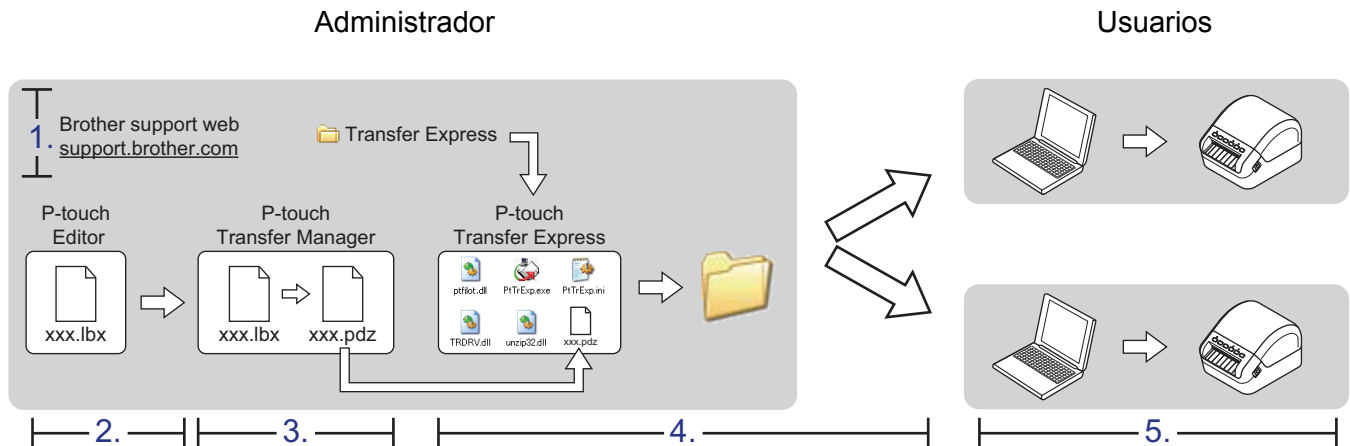 Administrador
Usuarios
1.
Brother support web
support.brother.com
Transfer Express
P-touch
Editor
xxx.lbx
P-touch
Transfer Manager
xxx.lbx
xxx.pdz
P-touch
Transfer Express
ptfilot.dll
PtTrExp.exe
PtTrExp.ini
TRDRV.dll
unzip32.dll
xxx.pdz
2.
3.
4.
5.